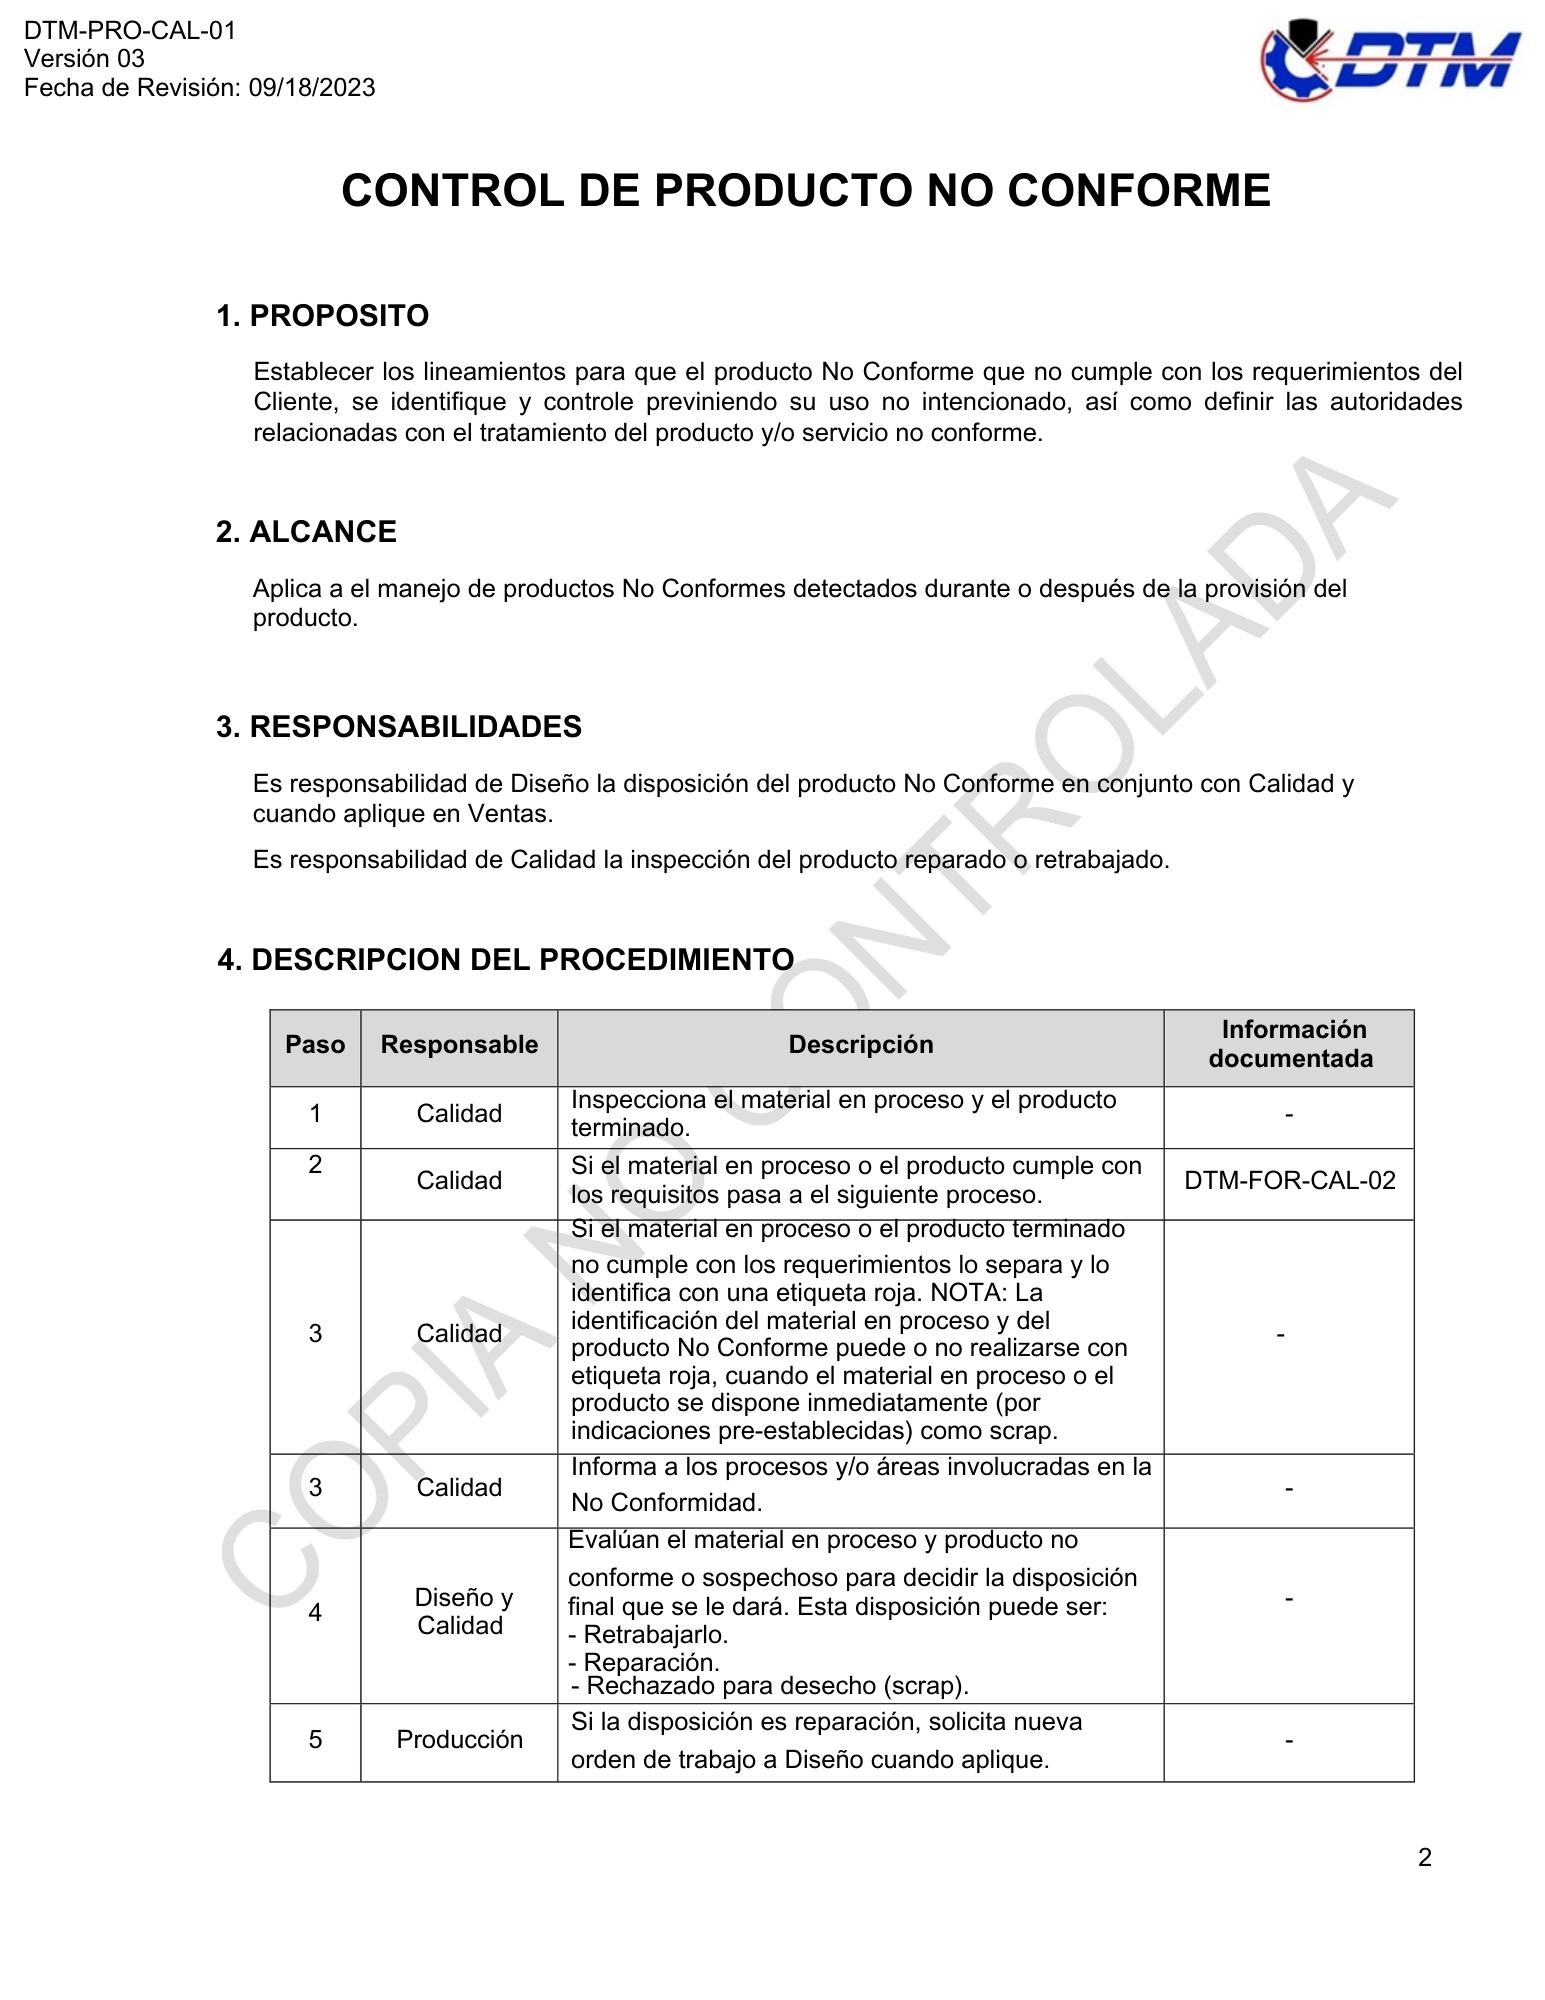 DTM-PRO-CAL-01
Versión 03
Fecha de Revisión: 09/18/2023
DTM
CONTROL DE PRODUCTO NO CONFORME
1. PROPOSITO
Establecer los lineamientos para que el producto No Conforme que no cumple con los requerimientos del
Cliente, se identifique y controle previniendo su uso no intencionado, así como definir las autoridades
relacionadas con el tratamiento del producto y/o servicio no conforme.
2. ALCANCE
Aplica a el manejo de productos No Conformes detectados durante o después de la provisión del
producto.
3. RESPONSABILIDADES
Es responsabilidad de Diseño la disposición del producto No Conforme en conjunto con Calidad y
cuando aplique en Ventas.
Es responsabilidad de Calidad la inspección del producto reparado o retrabajado.
4. DESCRIPCION DEL PROCEDIMIENTO
Paso Responsable Descripción Información
documentada
1 Calidad Inspecciona el material en proceso y el producto
terminado. -
2 Calidad Si el material en proceso o el producto cumple con
los requisitos pasa a el siguiente proceso. DTM-FOR-CAL-02
Si el material en proceso o el producto terminado
no cumple con los requerimientos lo separa y lo
identifica con una etiqueta roja. NOTA: La
identificación del material en proceso y del
3 Calidad producto No Conforme puede o no realizarse con -
etiqueta roja, cuando el material en proceso o el
producto se dispone inmediatamente (por
indicaciones pre-establecidas) como scrap.
3 Calidad Informa a los procesos y/o áreas involucradas en la
No Conformidad. -
Evalúan el material en proceso y producto no
conforme o sospechoso para decidir la disposición
4 Diseño y
Calidad final que se le dará. Esta disposición puede ser: -
- Retrabajarlo.
- Reparación.
- Rechazado para desecho (scrap).
5 Producción Si la disposición es reparación, solicita nueva
orden de trabajo a Diseño cuando aplique. -
COPIA NO CONTROLADA
2